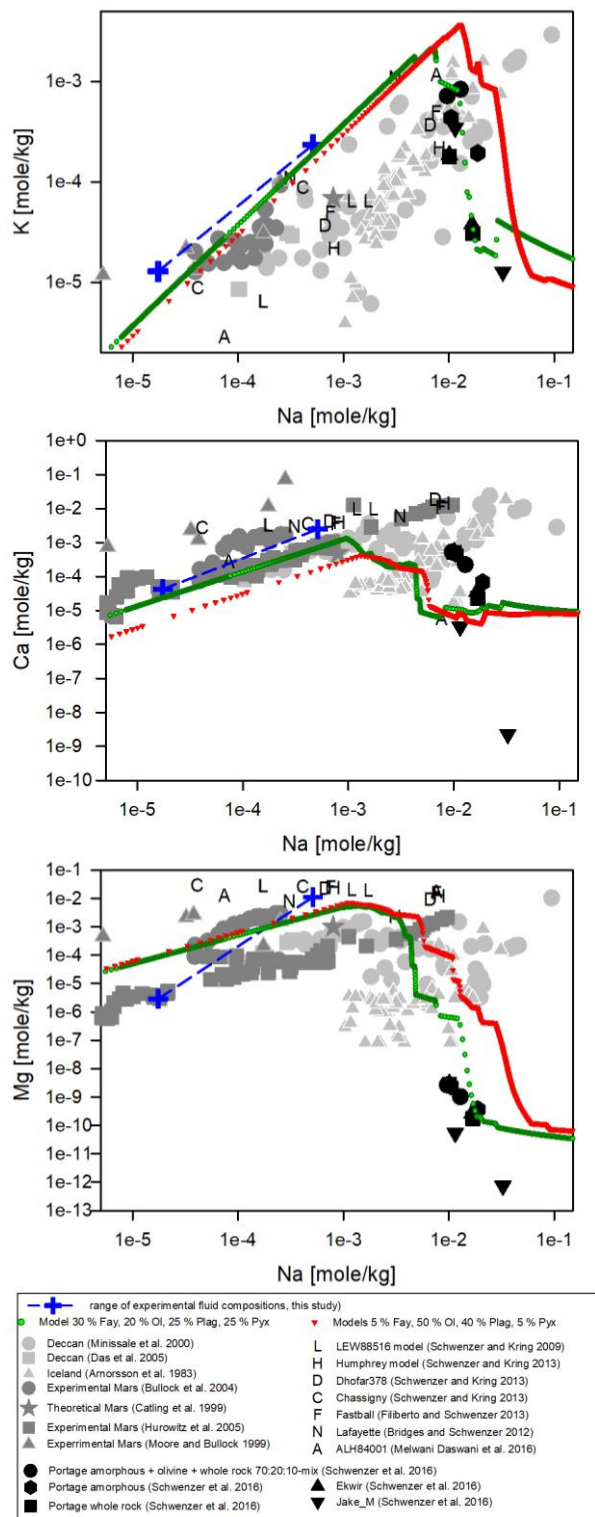 K [mole/kg]
1e-3
1e-4
1e-5
A
N
F
D
H
N
C
F
L L
D
H
C
L
A
1e-5 1e-4 1e-3 1e-2 1e-1
Na [mole/kg]
Ca [mole/kg]
1e+0
1e-1
1e-2
1e-3
1e-4
1e-5
1e-6
1e-7
1e-8
1e-9
1e-10
C
L
N
C
D
F
L L
N
D
H
A
A
1e-5 1e-4 1e-3 1e-2 1e-1
Na [mole/kg]
Mg [mole/kg]
1e-1
1e-2
1e-3
1e-4
1e-5
1e-6
1e-7
1e-8
1e-9
1e-10
1e-11
1e-12
1e-13
C
A
L
N
C
D
H
L L
D
H
1e-5 1e-4 1e-3 1e-2 1e-1
Na [mole/kg]
range of experimental fluid compositions, this study)
Model 30 % Fay, 20 % Ol, 25 % Plag, 25 % Pyx
Models 5 % Fay, 50 % Ol, 40 % Plag, 5 % Pyx
Deccan (Minissale et al. 2000)
Deccan (Das et al. 2005)
Iceland (Arnorsson et al. 1983)
Experimental Mars (Bullock et al. 2004)
Theoretical Mars (Catling et al. 1999)
Experimental Mars (Hurowitz et al. 2005)
Experrimental Mars (Moore and Bullock 1999)
L LEW88516 model (Schwenzer and Kring 2009)
H Humphrey model (Schwenzer and Kring 2013)
D Dhofar378 (Schwenzer and Kring 2013)
C Chassigny (Schwenzer and Kring 2013)
F Fastball (Filiberto and Schwenzer 2013)
N Lafayette (Bridges and Schwenzer 2012)
A ALH84001 (Melwani Daswani et al. 2016)
Portage amorphous + olivine + whole rock 70:20:10-mix (Schwenzer et al. 2016)
Portage amorphous (Schwenzer et al. 2016)
Portage whole rock (Schwenzer et al. 2016)
Ekwir (Schwenzer et al. 2016)
Jake_M (Schwenzer et al. 2016)